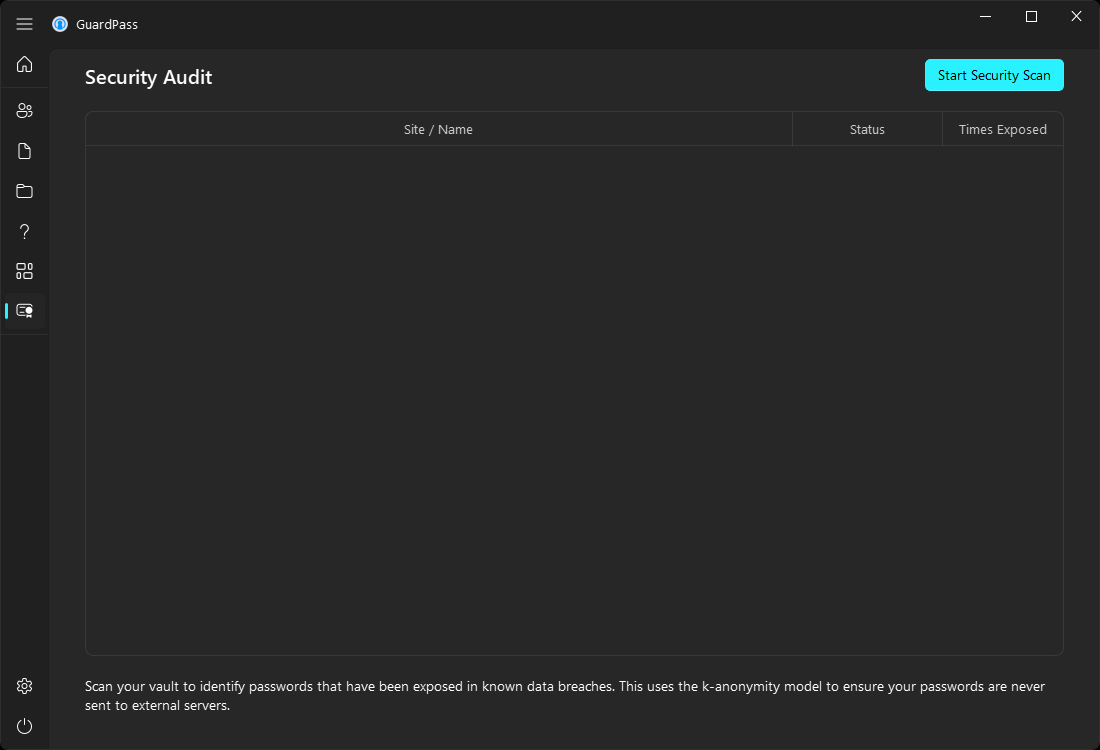 GuardPass
Security Audit
Start Security Scan
Site / Name
Status
Times Exposed
Scan your vault to identify passwords that have been exposed in known data breaches. This uses the k-anonymity model to ensure your passwords are never
sent to external servers.